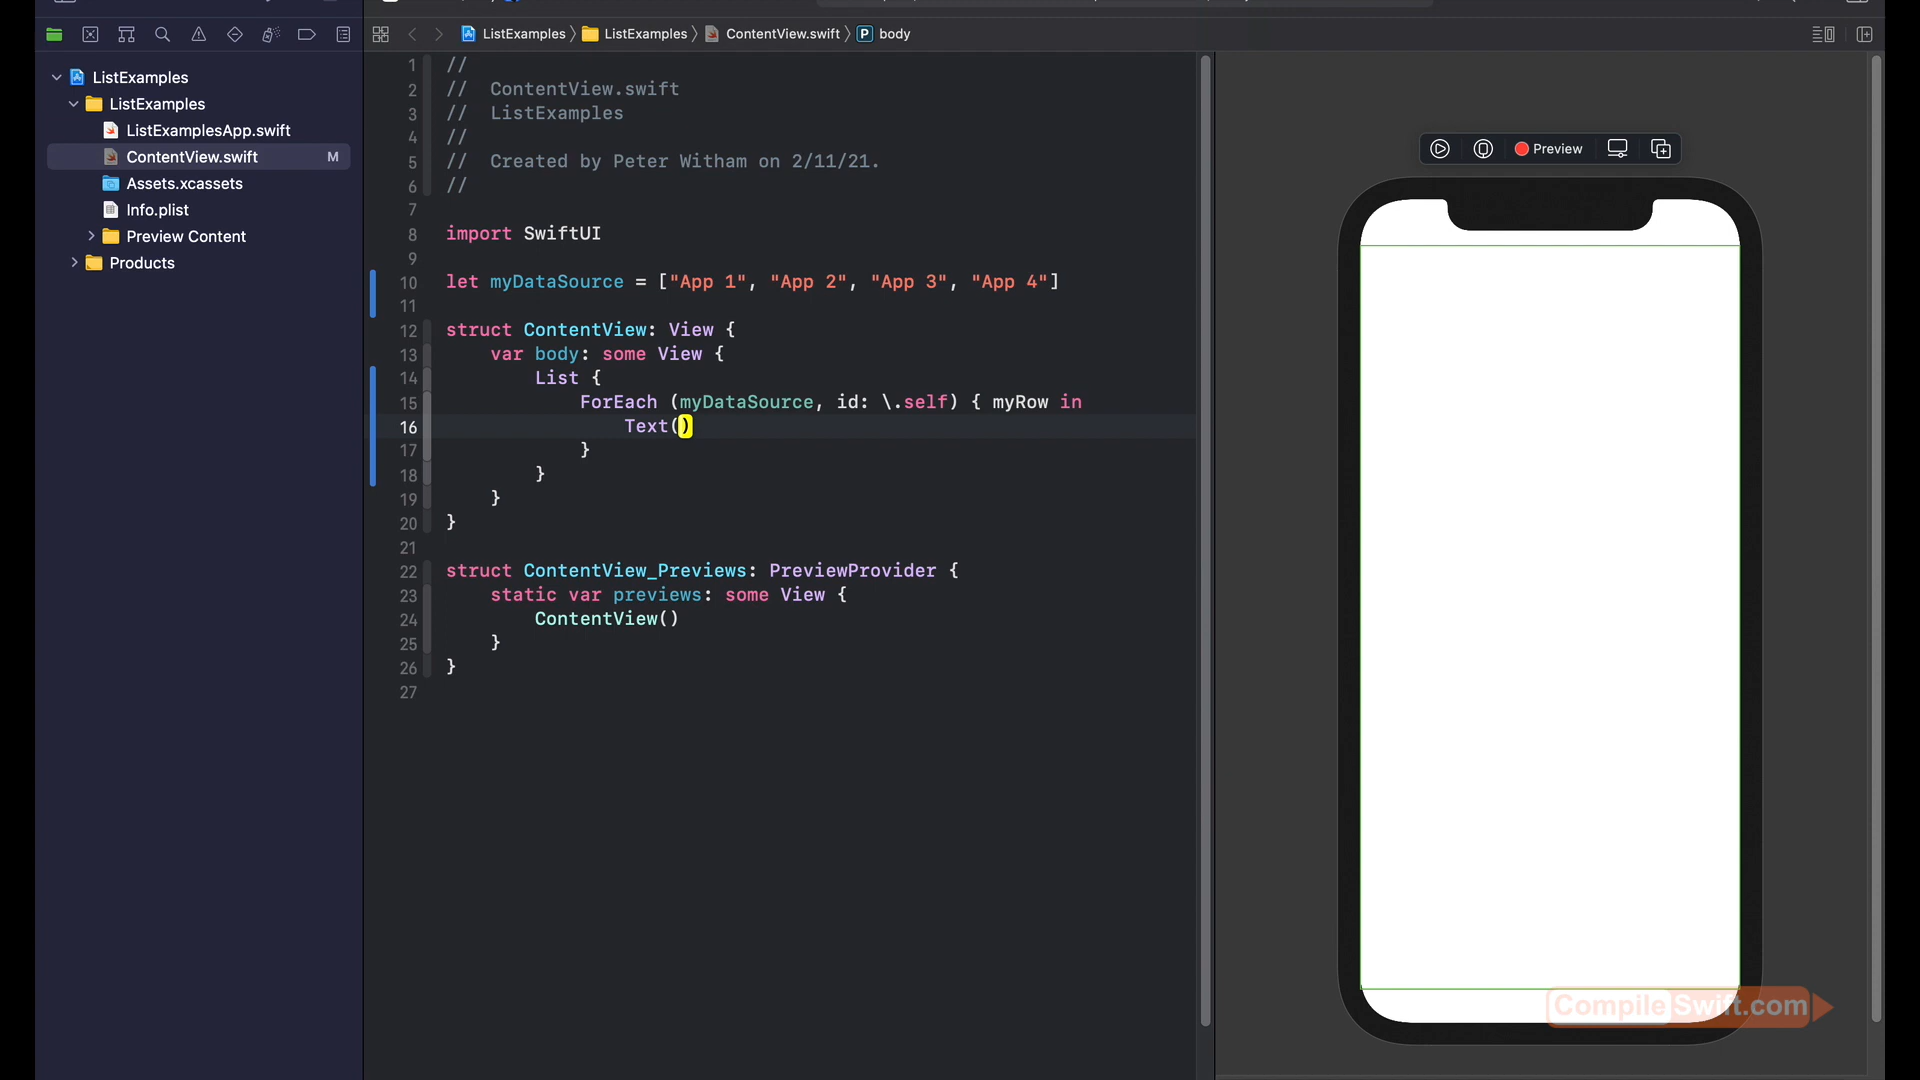 ListExamples
ListExamples
ListExamplesApp.swift
ContentView.swift M
Assets.xcassets
Info.plist
Preview Content
Products
ListExamples ListExamples ContentView.swift P body
1 //
2 //  ContentView.swift
3 //  ListExamples
4 //
5 //  Created by Peter Witham on 2/11/21.
6 //
7
8 import SwiftUI
9
10 let myDataSource = ["App 1", "App 2", "App 3", "App 4"]
11
12 struct ContentView: View {
13     var body: some View {
14         List {
15             ForEach (myDataSource, id: \.self) { myRow in
16                 Text()
17             }
18         }
19     }
20 }
21
22 struct ContentView_Previews: PreviewProvider {
23     static var previews: some View {
24         ContentView()
25     }
26 }
27
Preview
CompileSwift.com